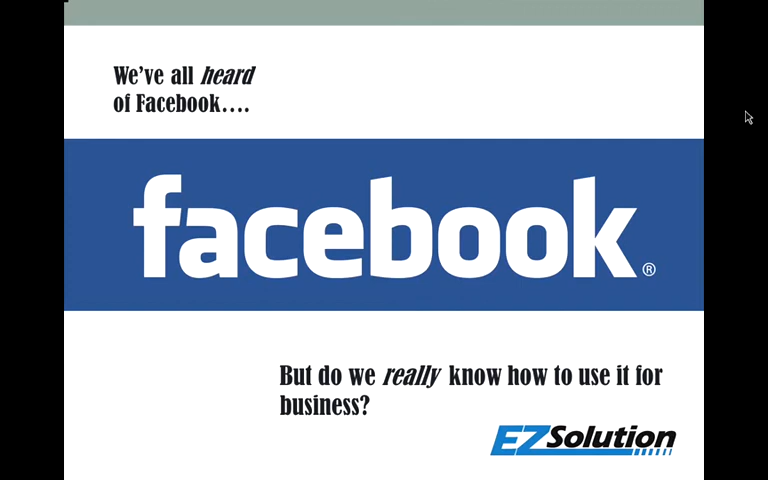 We've all heard
of Facebook....
facebook®
But do we really know how to use it for
business?
EZSolution